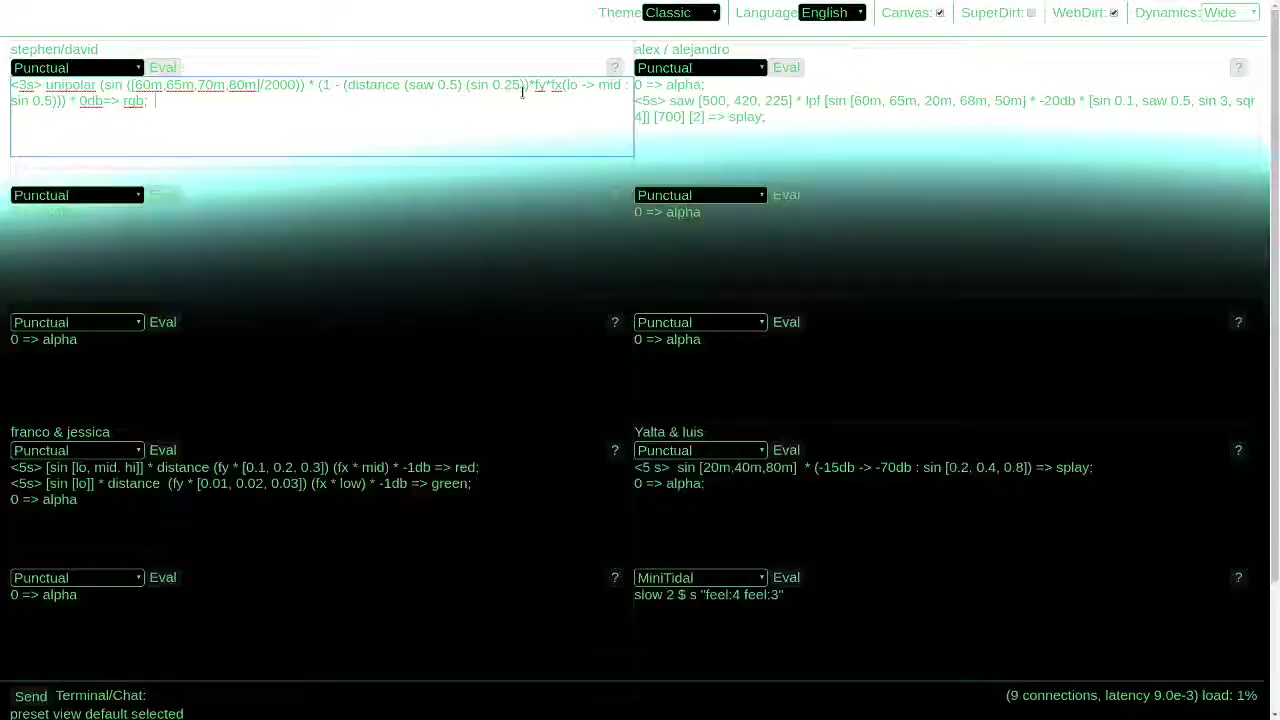 Theme Classic Language English Canvas: SuperDirt: WebDirt: Dynamics: Wide
stephen/david
Punctual Eval ?
<3s> unipolar (sin ([60m,65m,70m,80m]/2000)) * (1 - (distance (saw 0.5) (sin 0.25))*fy*fx(lo -> mid :
sin 0.5))) * 0db=> rgb;
alex / alejandro
Punctual Eval ?
0 => alpha;
<5s> saw [500, 420, 225] * lpf [sin [60m, 65m, 20m, 68m, 50m] * -20db * [sin 0.1, saw 0.5, sin 3, sqr
4]] [700] [2] => splay;
Punctual
Punctual Eval
0 => alpha
Punctual Eval ?
0 => alpha
Punctual Eval ?
0 => alpha
franco & jessica
Punctual Eval ?
<5s> [sin [lo, mid. hi]] * distance (fy * [0.1, 0.2, 0.3]) (fx * mid) * -1db => red;
<5s> [sin [lo]] * distance (fy * [0.01, 0.02, 0.03]) (fx * low) * -1db => green;
0 => alpha
Yalta & luis
Punctual Eval ?
<5 s> sin [20m,40m,80m] * (-15db -> -70db : sin [0.2, 0.4, 0.8]) => splay;
0 => alpha;
Punctual Eval ?
0 => alpha
MiniTidal Eval ?
slow 2 $ s "feel:4 feel:3"
Send Terminal/Chat: (9 connections, latency 9.0e-3) load: 1%
preset view default selected